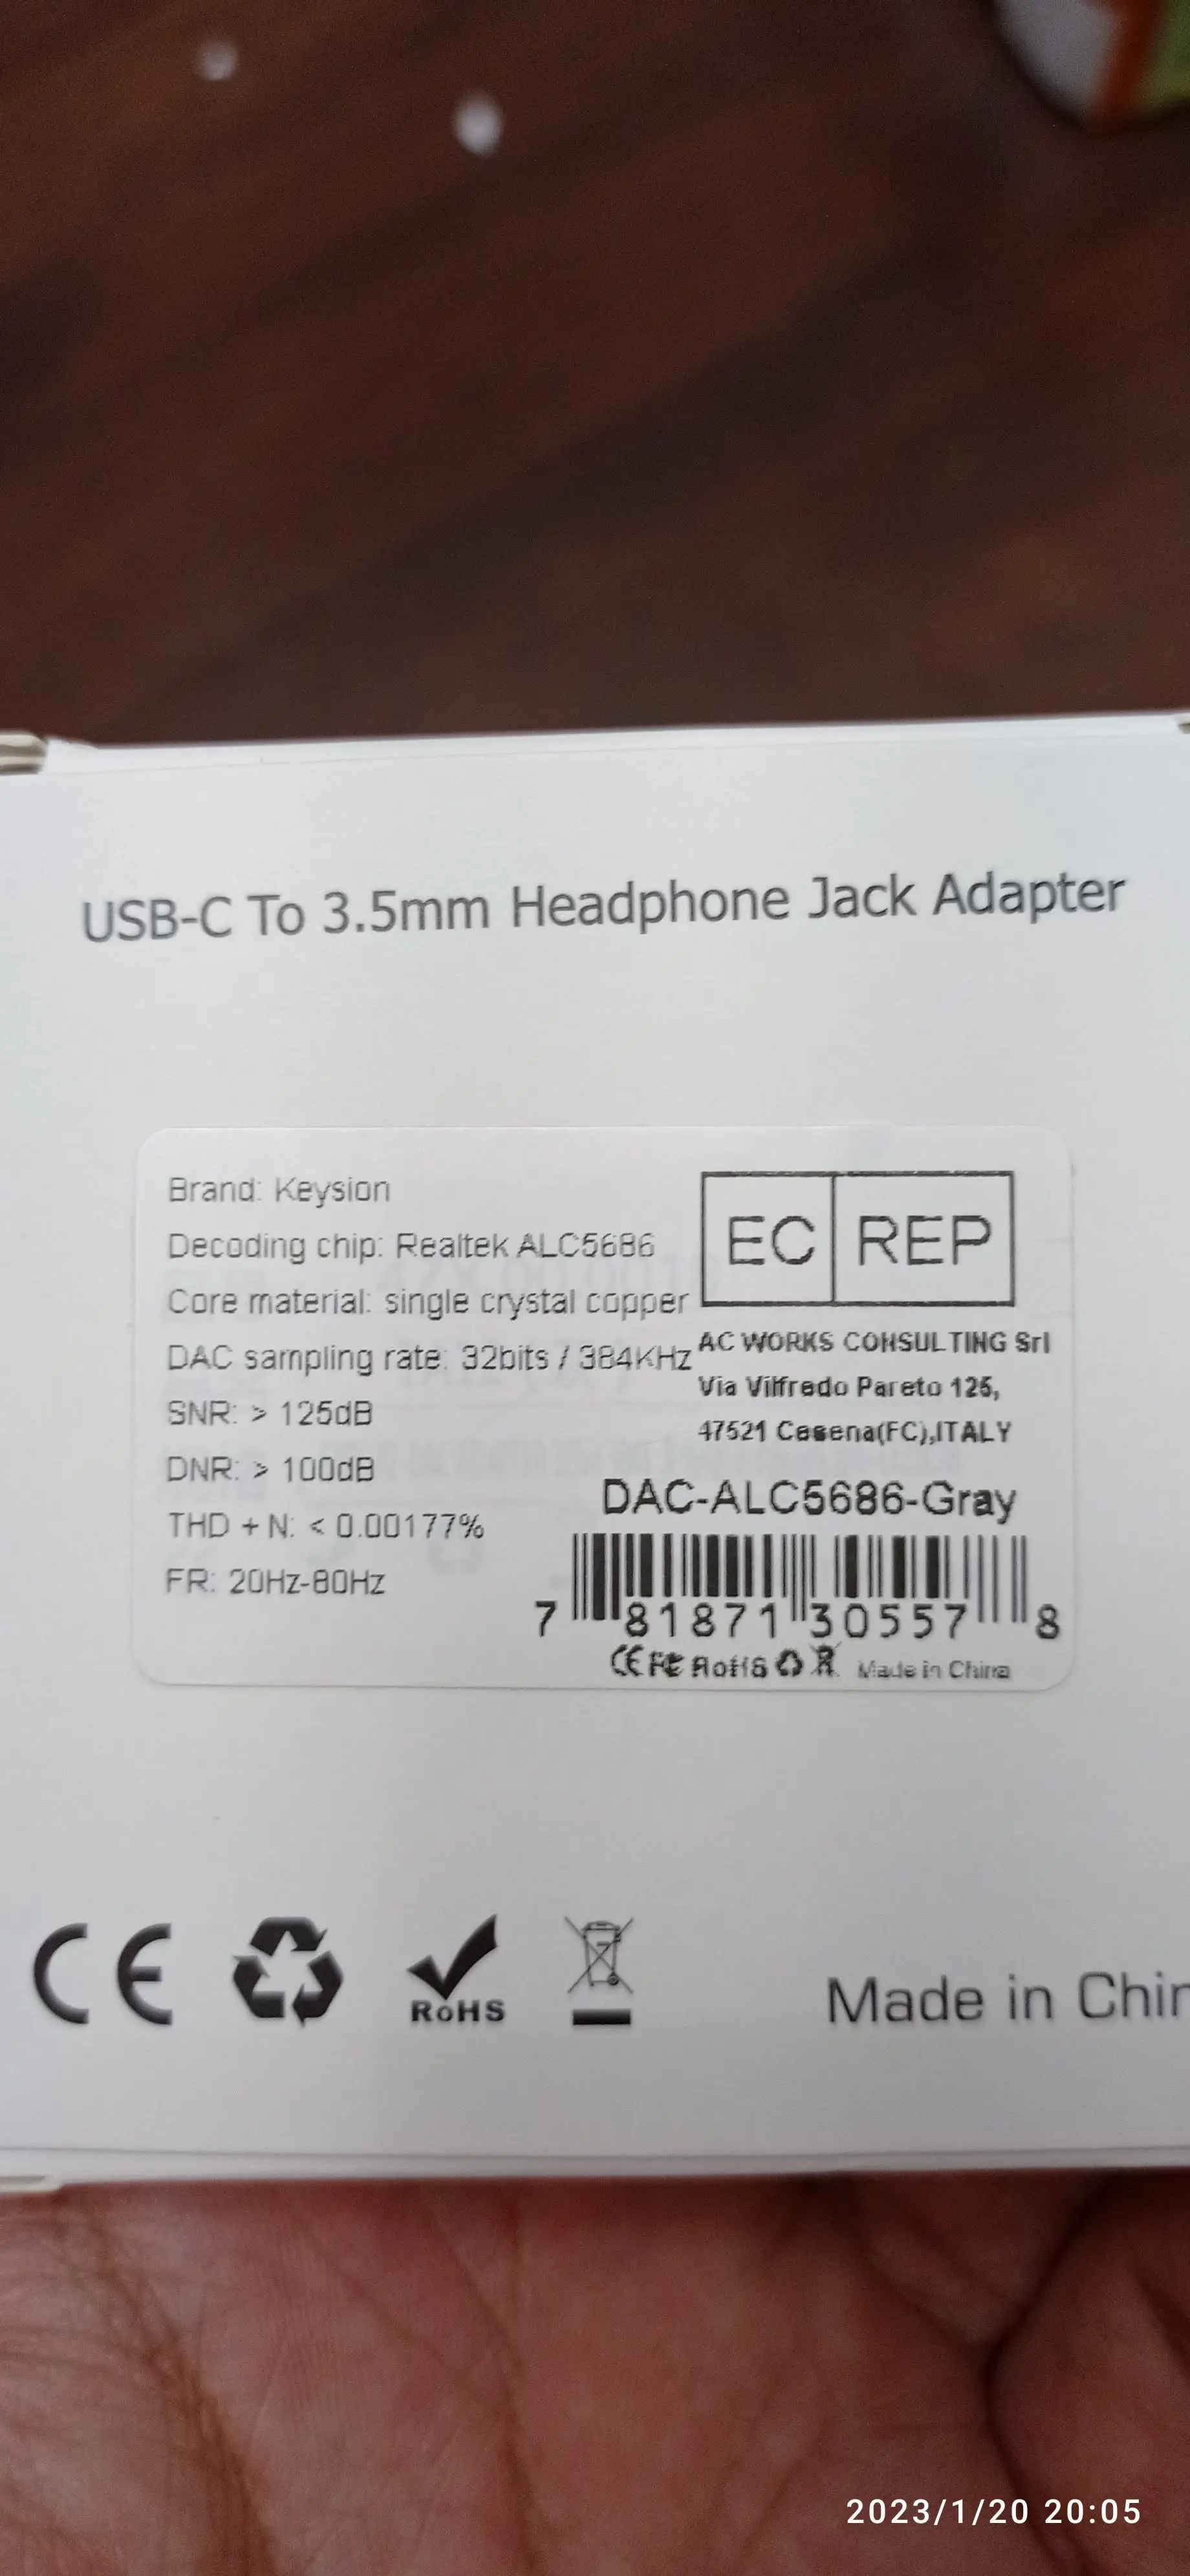 USB-C To 3.5mm Headphone Jack Adapter
Brand: Keysion
Decoding chip: Realtek ALC5686
Core material: single crystal copper
DAC sampling rate: 32bits / 384KHz
SNR: > 125dB
DNR: > 100dB
THD + N: < 0.00177%
FR: 20Hz-80Hz
EC REP
AC WORKS CONSULTING Srl
Via Vilfredo Pareto 125,
47521 Cesena(FC),ITALY
DAC-ALC5686-Gray
7 81871 30557 8
CE FC RoHS Made in China
CE RoHS Made in Chin
2023/1/20 20:05